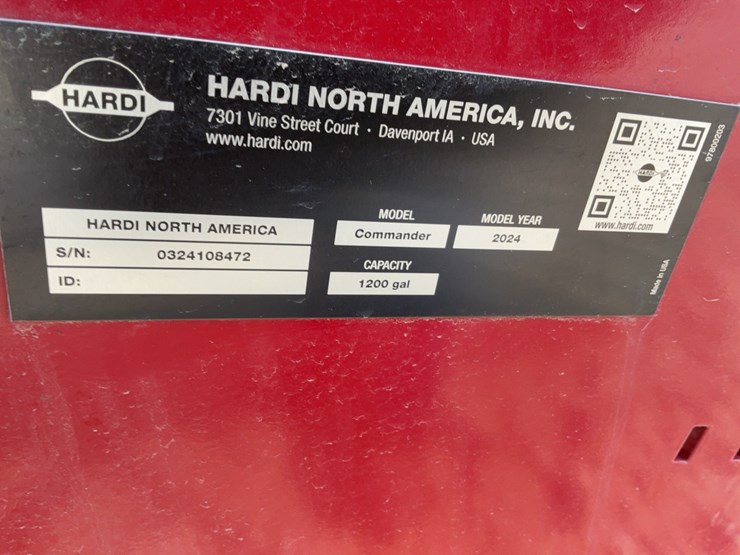 HARDI
HARDI NORTH AMERICA, INC.
7301 Vine Street Court · Davenport IA · USA
www.hardi.com
HARDI NORTH AMERICA
S/N: 0324108472
ID:
MODEL
Commander
MODEL YEAR
2024
CAPACITY
1200 gal
www.hardi.com
97800203
Made in USA